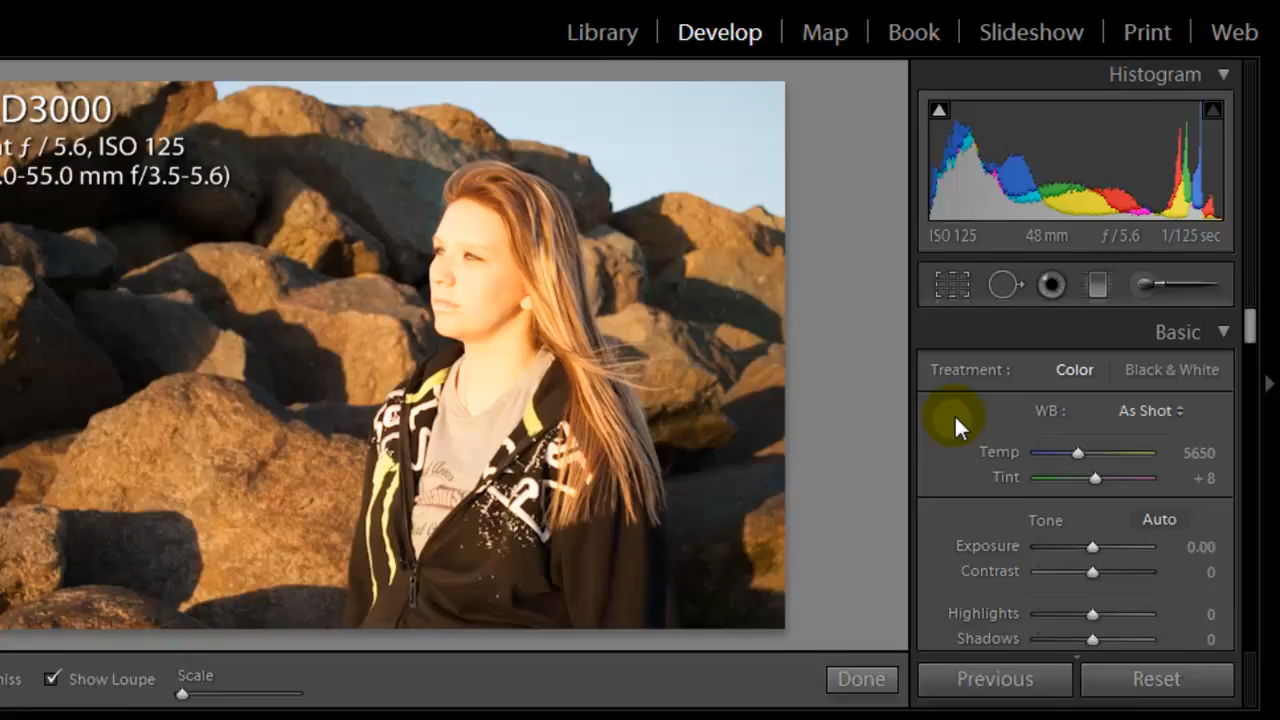 Library Develop Map Book Slideshow Print Web
Histogram
D3000
at ƒ / 5.6, ISO 125
.0-55.0 mm f/3.5-5.6)
ISO 125 48 mm ƒ / 5.6 1/125 sec
Basic
Treatment : Color Black & White
WB : As Shot
Temp 5650
Tint + 8
Tone Auto
Exposure 0.00
Contrast 0
Highlights 0
Shadows 0
Show Loupe Scale Done
Previous Reset